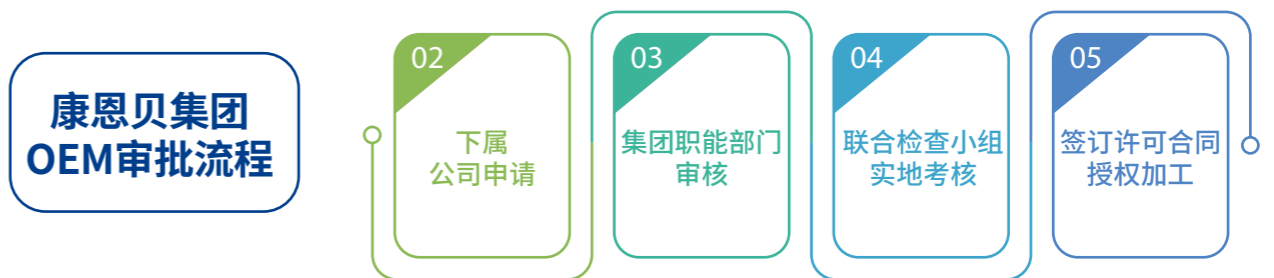 康恩贝集团
OEM审批流程
02
下属
公司申请
03
集团职能部门
审核
04
联合检查小组
实地考核
05
签订许可合同
授权加工